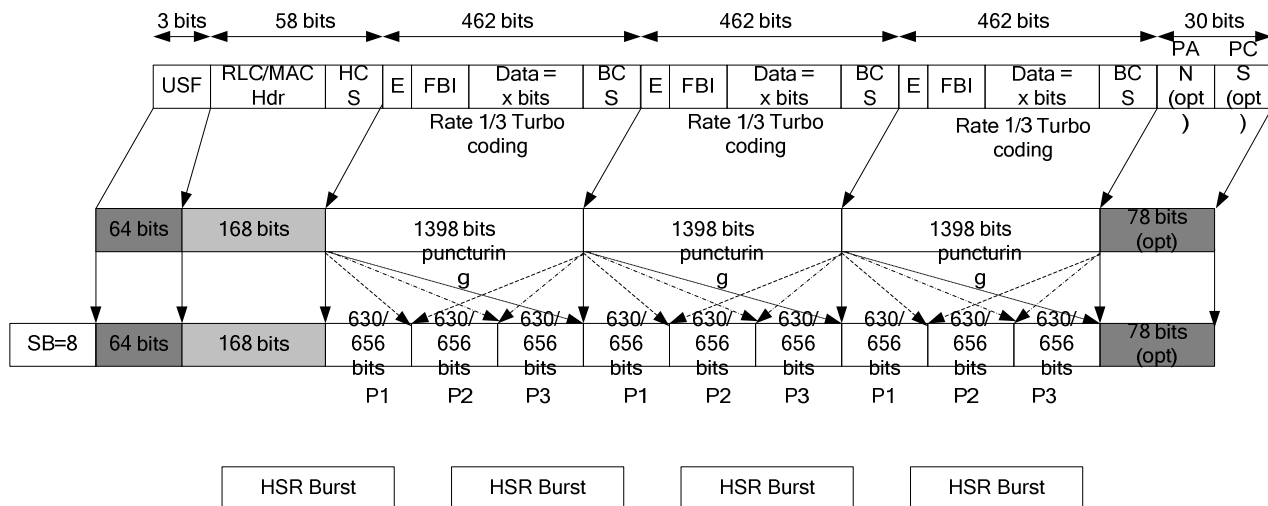 3 bits 58 bits 462 bits 462 bits 462 bits 30 bits
USF
RLC/MAC
Hdr
HC
S
E
FBI
Data =
x bits
BC
S
E
FBI
Data =
x bits
BC
S
E
FBI
Data =
x bits
BC
S
PA
N
(opt
)
PC
S
(opt
)
Rate 1/3 Turbo
coding
Rate 1/3 Turbo
coding
Rate 1/3 Turbo
coding
64 bits
168 bits
1398 bits
puncturin
g
1398 bits
puncturin
g
1398 bits
puncturin
g
78 bits
(opt)
SB=8
64 bits
168 bits
630/
656
bits
630/
656
bits
630/
656
bits
630/
656
bits
630/
656
bits
630/
656
bits
630/
656
bits
630/
656
bits
630/
656
bits
78 bits
(opt)
P1 P2 P3 P1 P2 P3 P1 P2 P3
HSR Burst HSR Burst HSR Burst HSR Burst